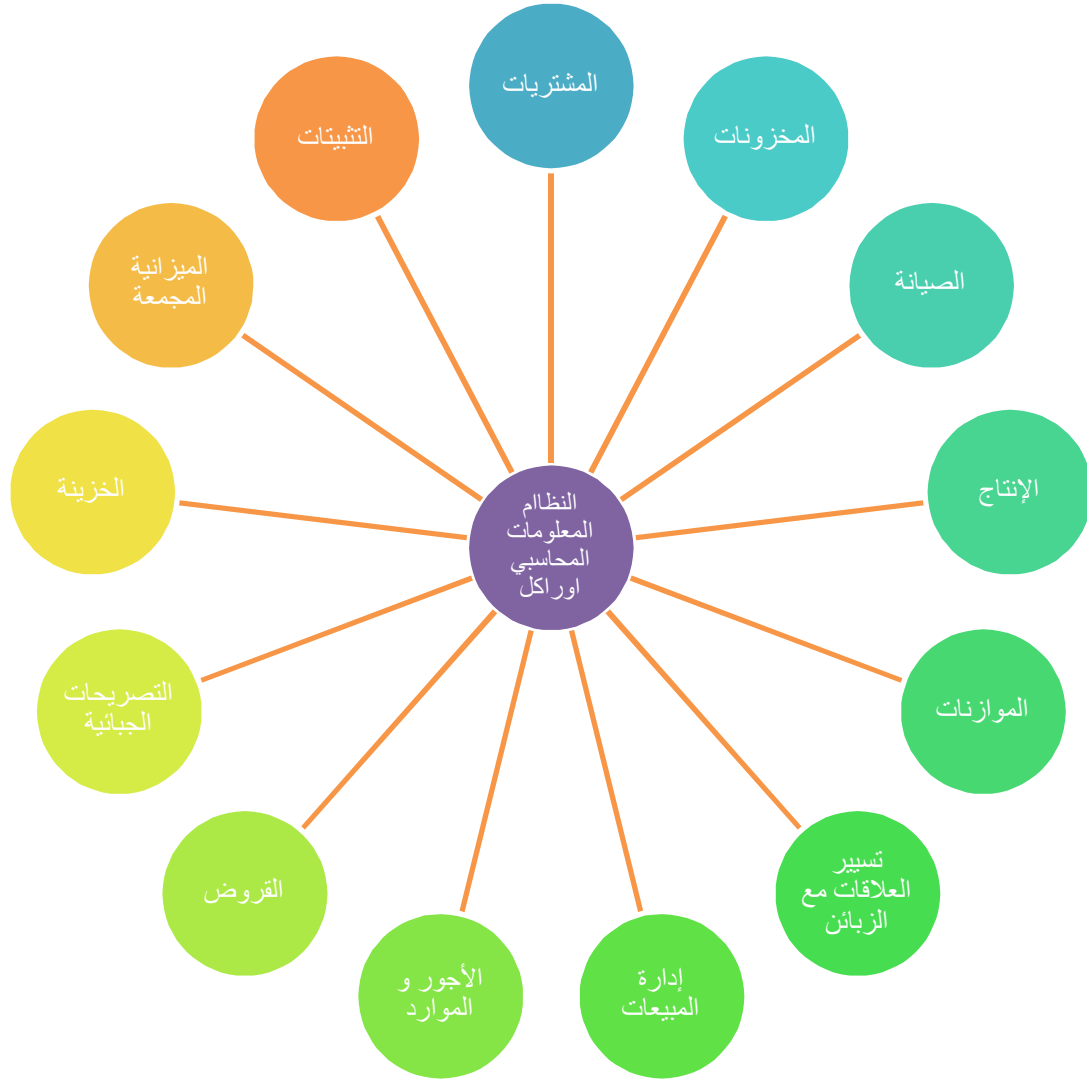 المشتريات
المخزونات
الصيانة
الإنتاج
الموازنات
تسيير
العلاقات مع
الزبائن
إدارة
المبيعات
الأجور و
الموارد
القروض
التصريحات
الجبائية
الخزينة
الميزانية
المجمعة
التثبيتات
النظاام
المعلومات
المحاسبي
اوراكل